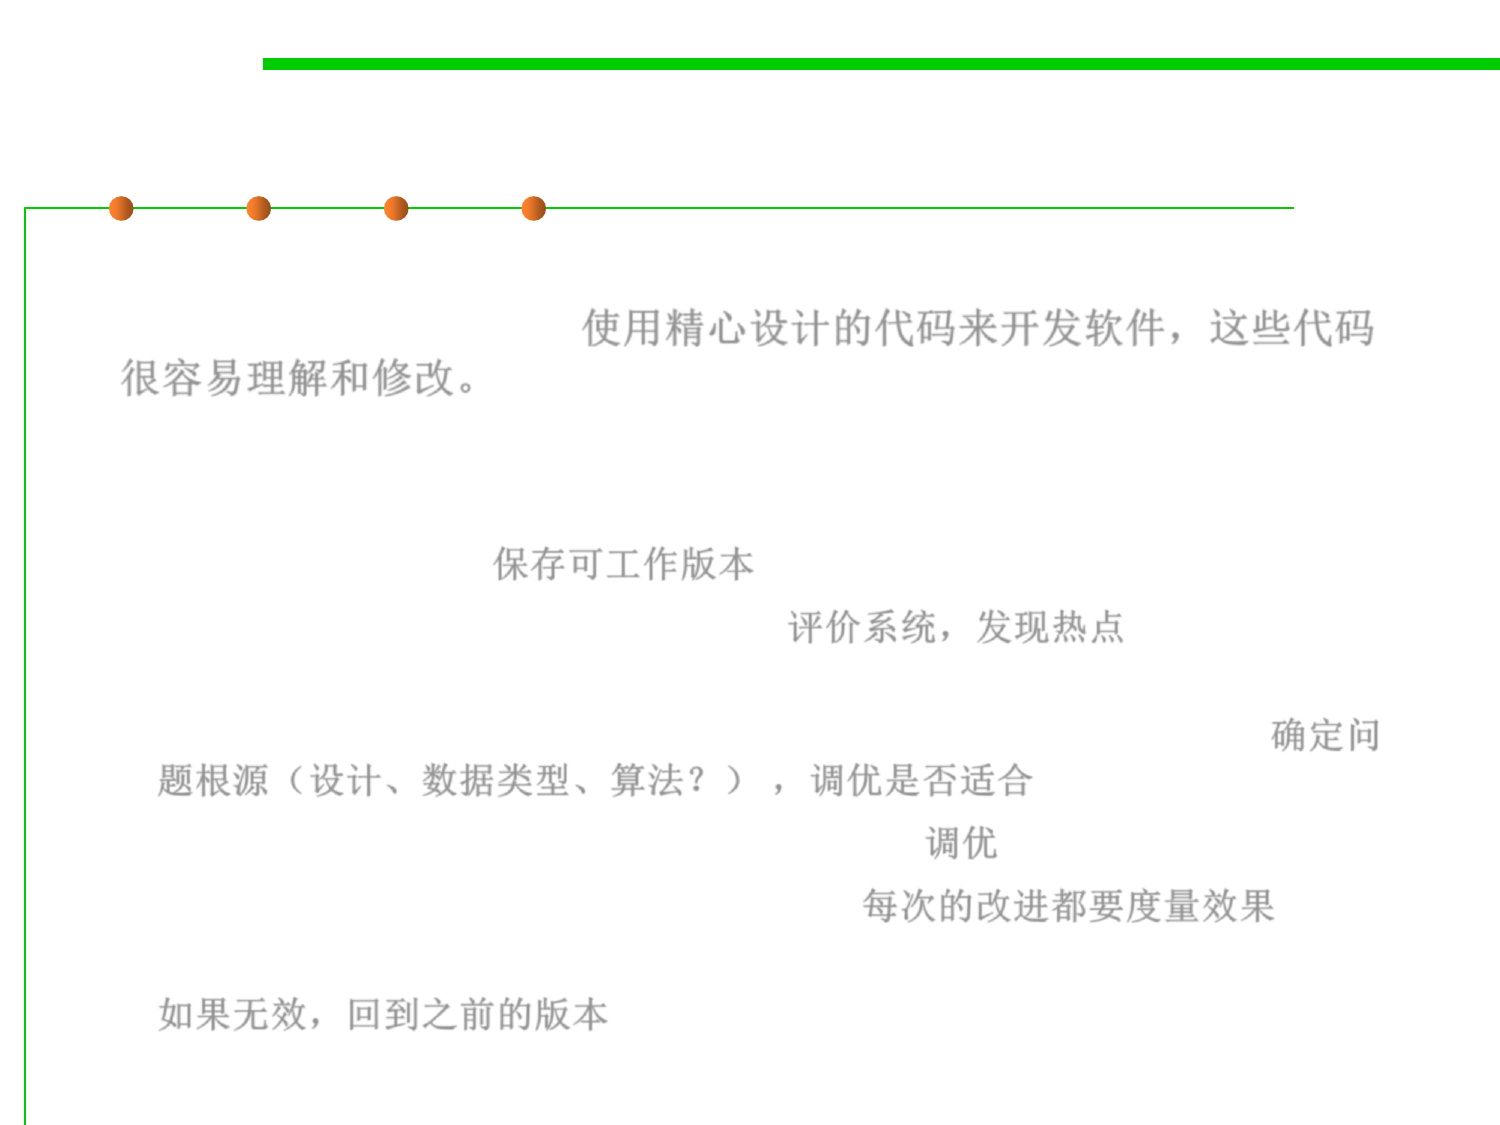 使用精心设计的代码来开发软件，这些代码
很容易理解和修改。
保存可工作版本
评价系统，发现热点
确定问
题根源（设计、数据类型、算法？），调优是否适合
调优
每次的改进都要度量效果
如果无效，回到之前的版本